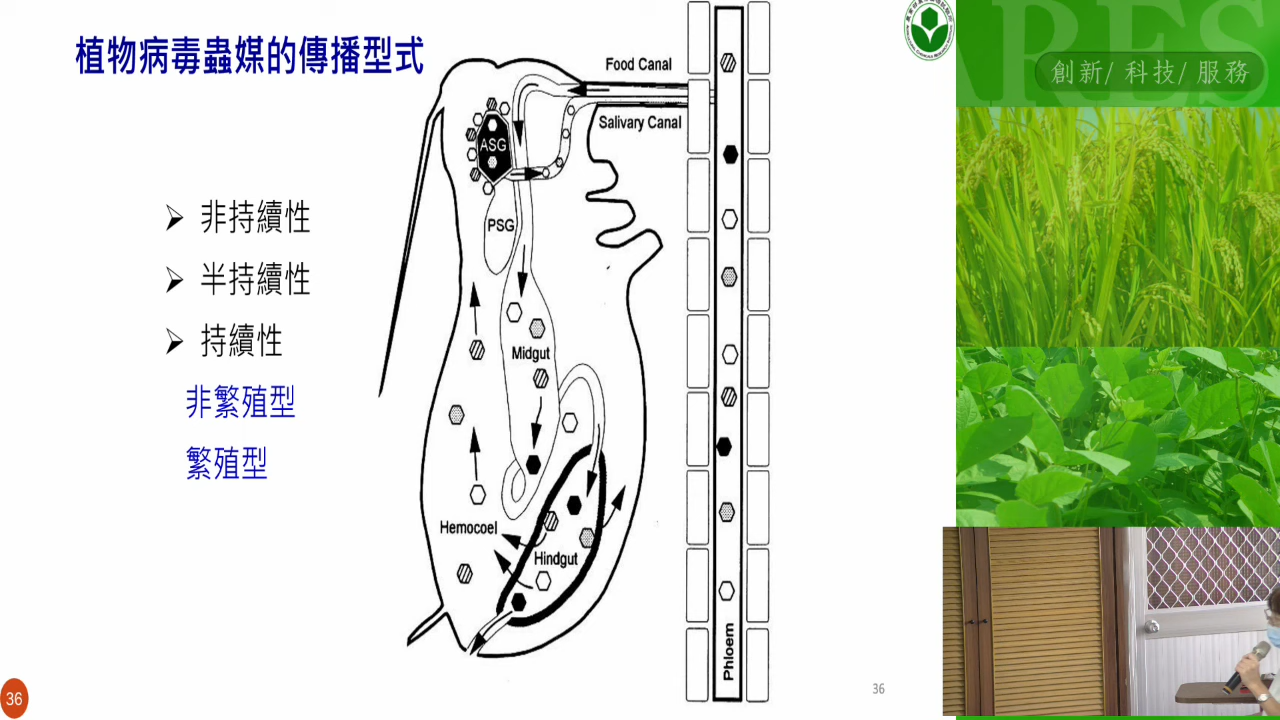 植物病毒蟲媒的傳播型式
創新/ 科技/ 服務
ARES
Food Canal
Salivary Canal
ASG
PSG
➢ 非持續性
➢ 半持續性
➢ 持續性
非繁殖型
繁殖型
Midgut
Hemocoel
Hindgut
Phloem
36
36